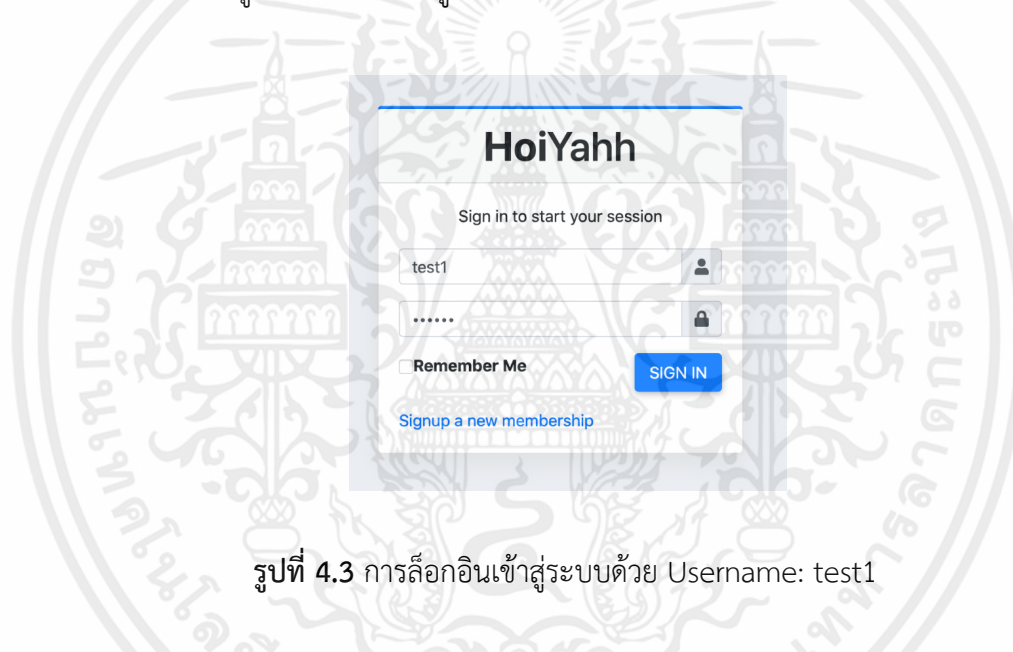 HoiYahh
Sign in to start your session
test1
••••••
Remember Me
SIGN IN
Signup a new membership
รูปที่ 4.3 การล็อกอินเข้าสู่ระบบด้วย Username: test1